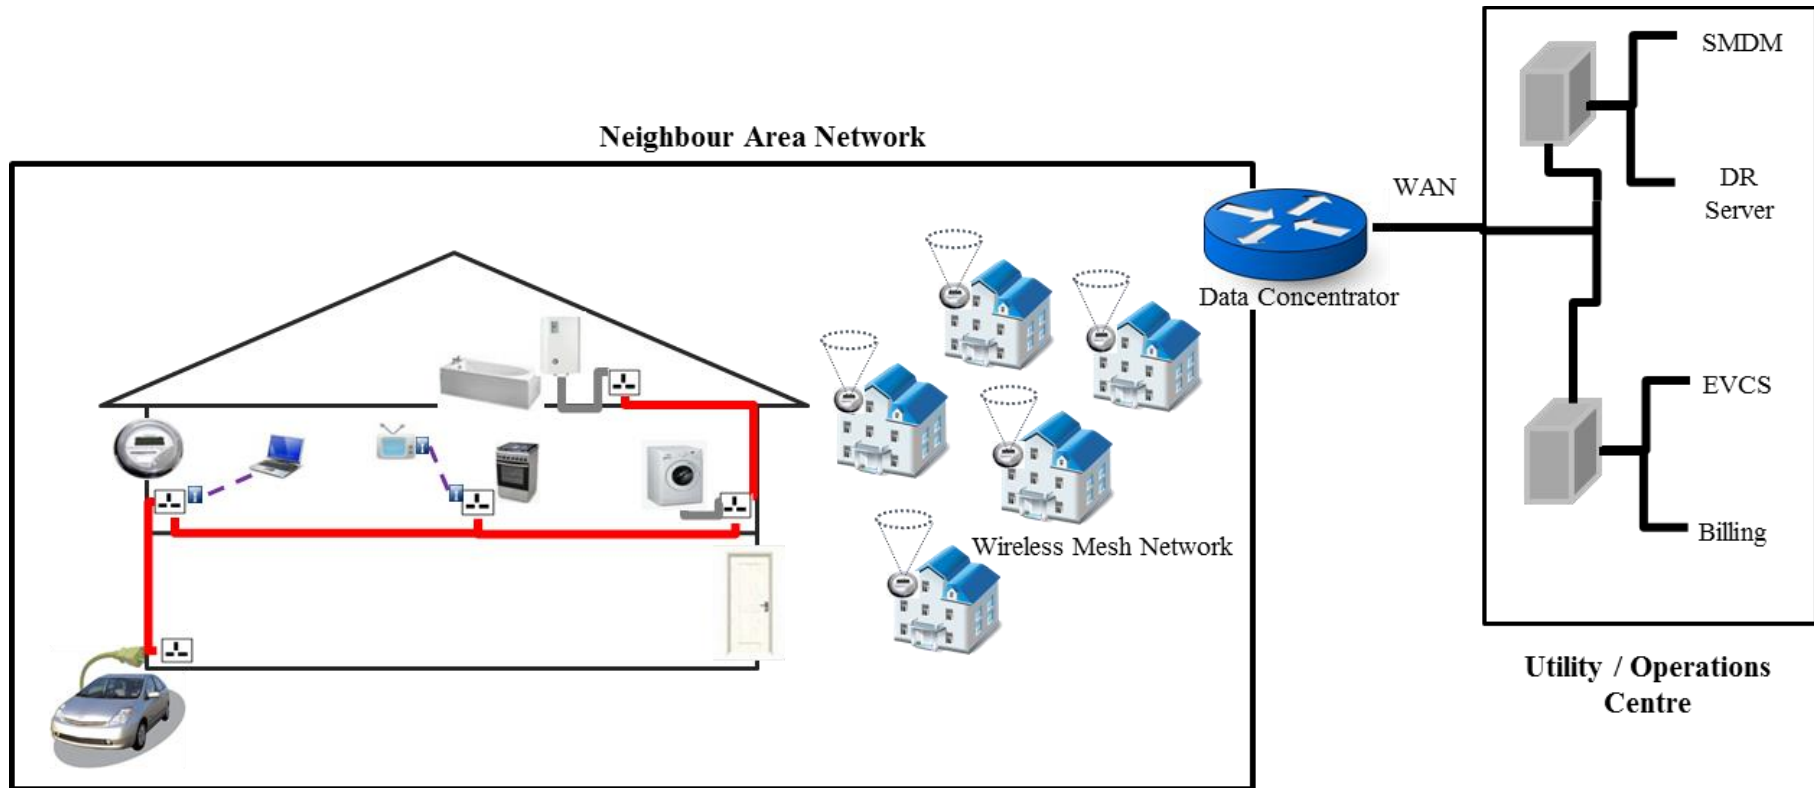 Neighbour Area Network
WAN
Data Concentrator
Wireless Mesh Network
SMDM
DR
Server
EVCS
Billing
Utility / Operations
Centre